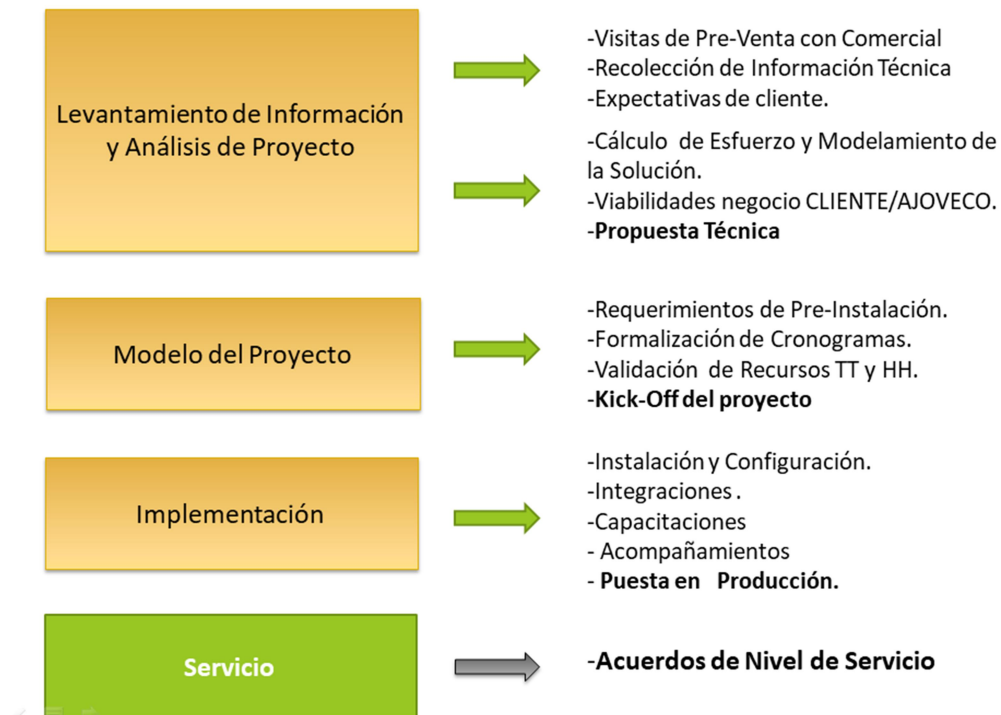 Levantamiento de Información
y Análisis de Proyecto
-Visitas de Pre-Venta con Comercial
-Recolección de Información Técnica
-Expectativas de cliente.
-Cálculo de Esfuerzo y Modelamiento de
la Solución.
-Viabilidades negocio CLIENTE/AJOVECO.
-Propuesta Técnica
Modelo del Proyecto
-Requerimientos de Pre-Instalación.
-Formalización de Cronogramas.
-Validación de Recursos TT y HH.
-Kick-Off del proyecto
Implementación
-Instalación y Configuración.
-Integraciones .
-Capacitaciones
- Acompañamientos
- Puesta en Producción.
Servicio
-Acuerdos de Nivel de Servicio